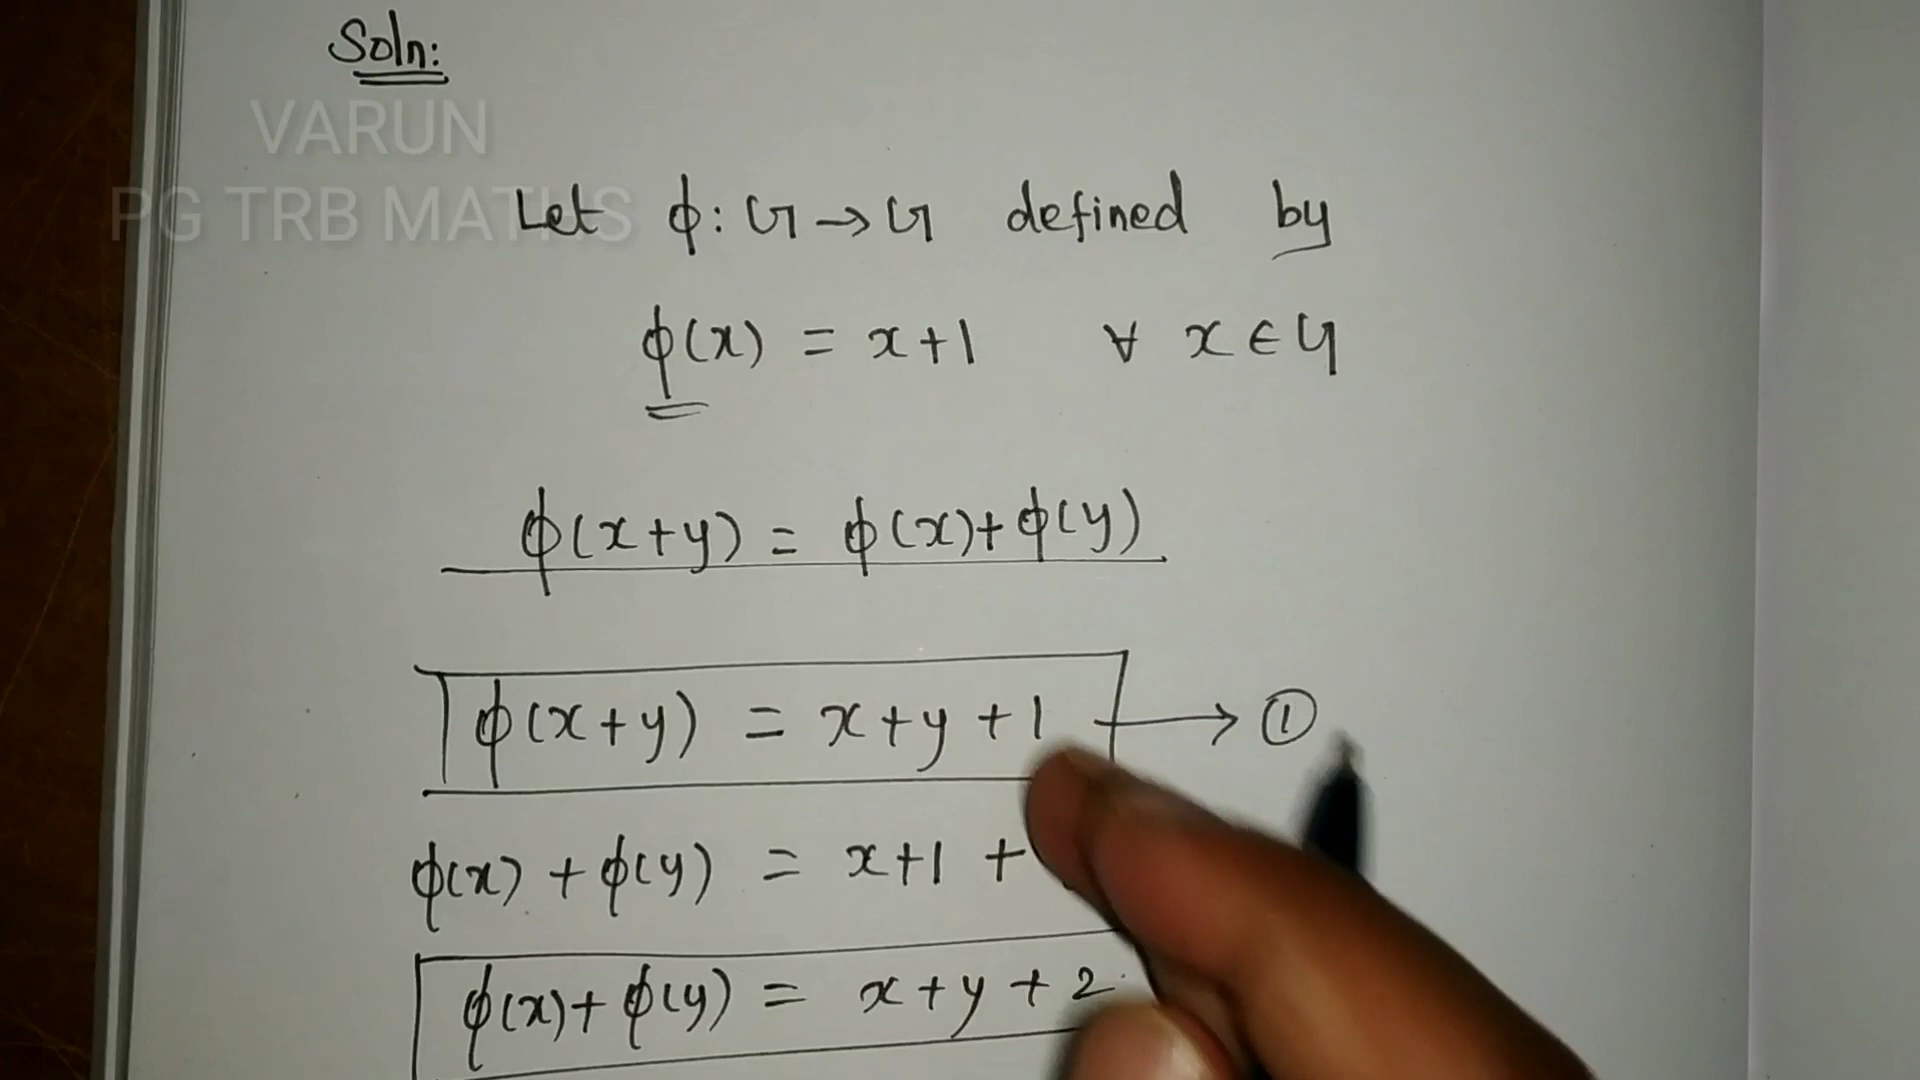 Soln:
VARUN
PG TRB MATHS
Let ϕ: G → G defined by
ϕ(x) = x+1 ∀ x ∈ G
ϕ(x+y) = ϕ(x)+ϕ(y)
ϕ(x+y) = x+y+1 → ①
ϕ(x) + ϕ(y) = x+1 +
ϕ(x)+ϕ(y) = x+y+2